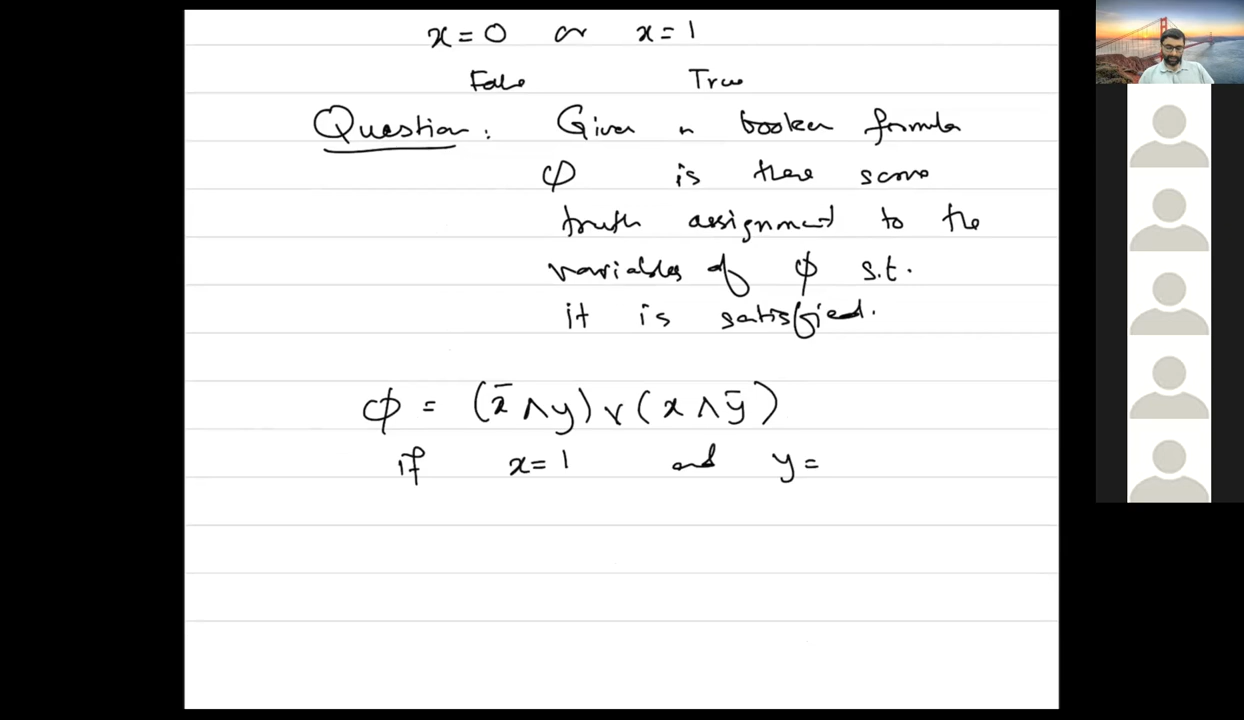 x = 0 or x = 1
False True
Question: Given a boolean formula
φ is there some
truth assignment to the
variables of φ s.t.
it is satisfied.
φ = (x̄ ∧ y) ∨ (x ∧ ȳ)
if x = 1 and y =